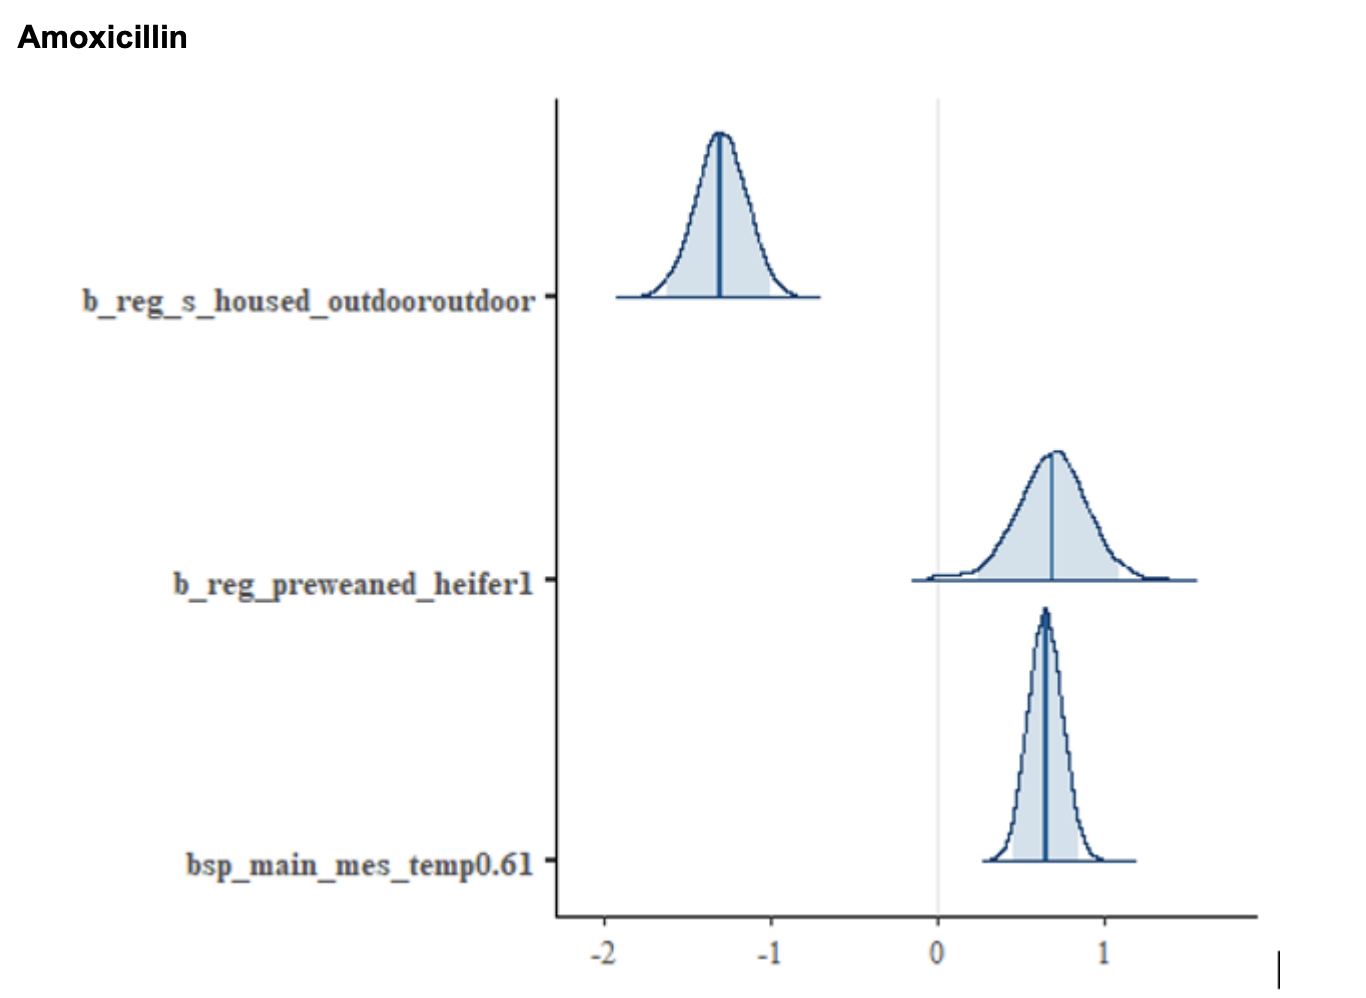 Amoxicillin
b_reg_s_housed_outdooroutdoor
b_reg_preweaned_heifer1
bsp_main_mes_temp0.61
-2 -1 0 1